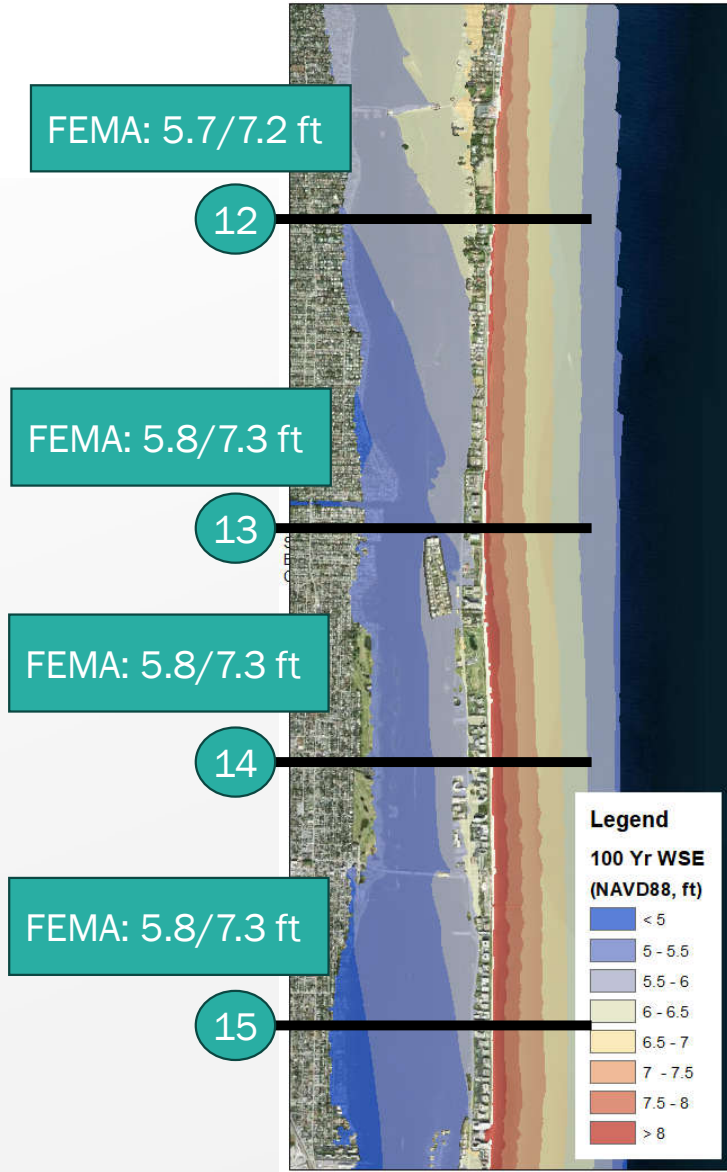 FEMA: 5.7/7.2 ft
12
FEMA: 5.8/7.3 ft
13
S
E
C
FEMA: 5.8/7.3 ft
14
Legend
100 Yr WSE
(NAVD88, ft)
< 5
5 - 5.5
5.5 - 6
6 - 6.5
6.5 - 7
7 - 7.5
7.5 - 8
> 8
FEMA: 5.8/7.3 ft
15